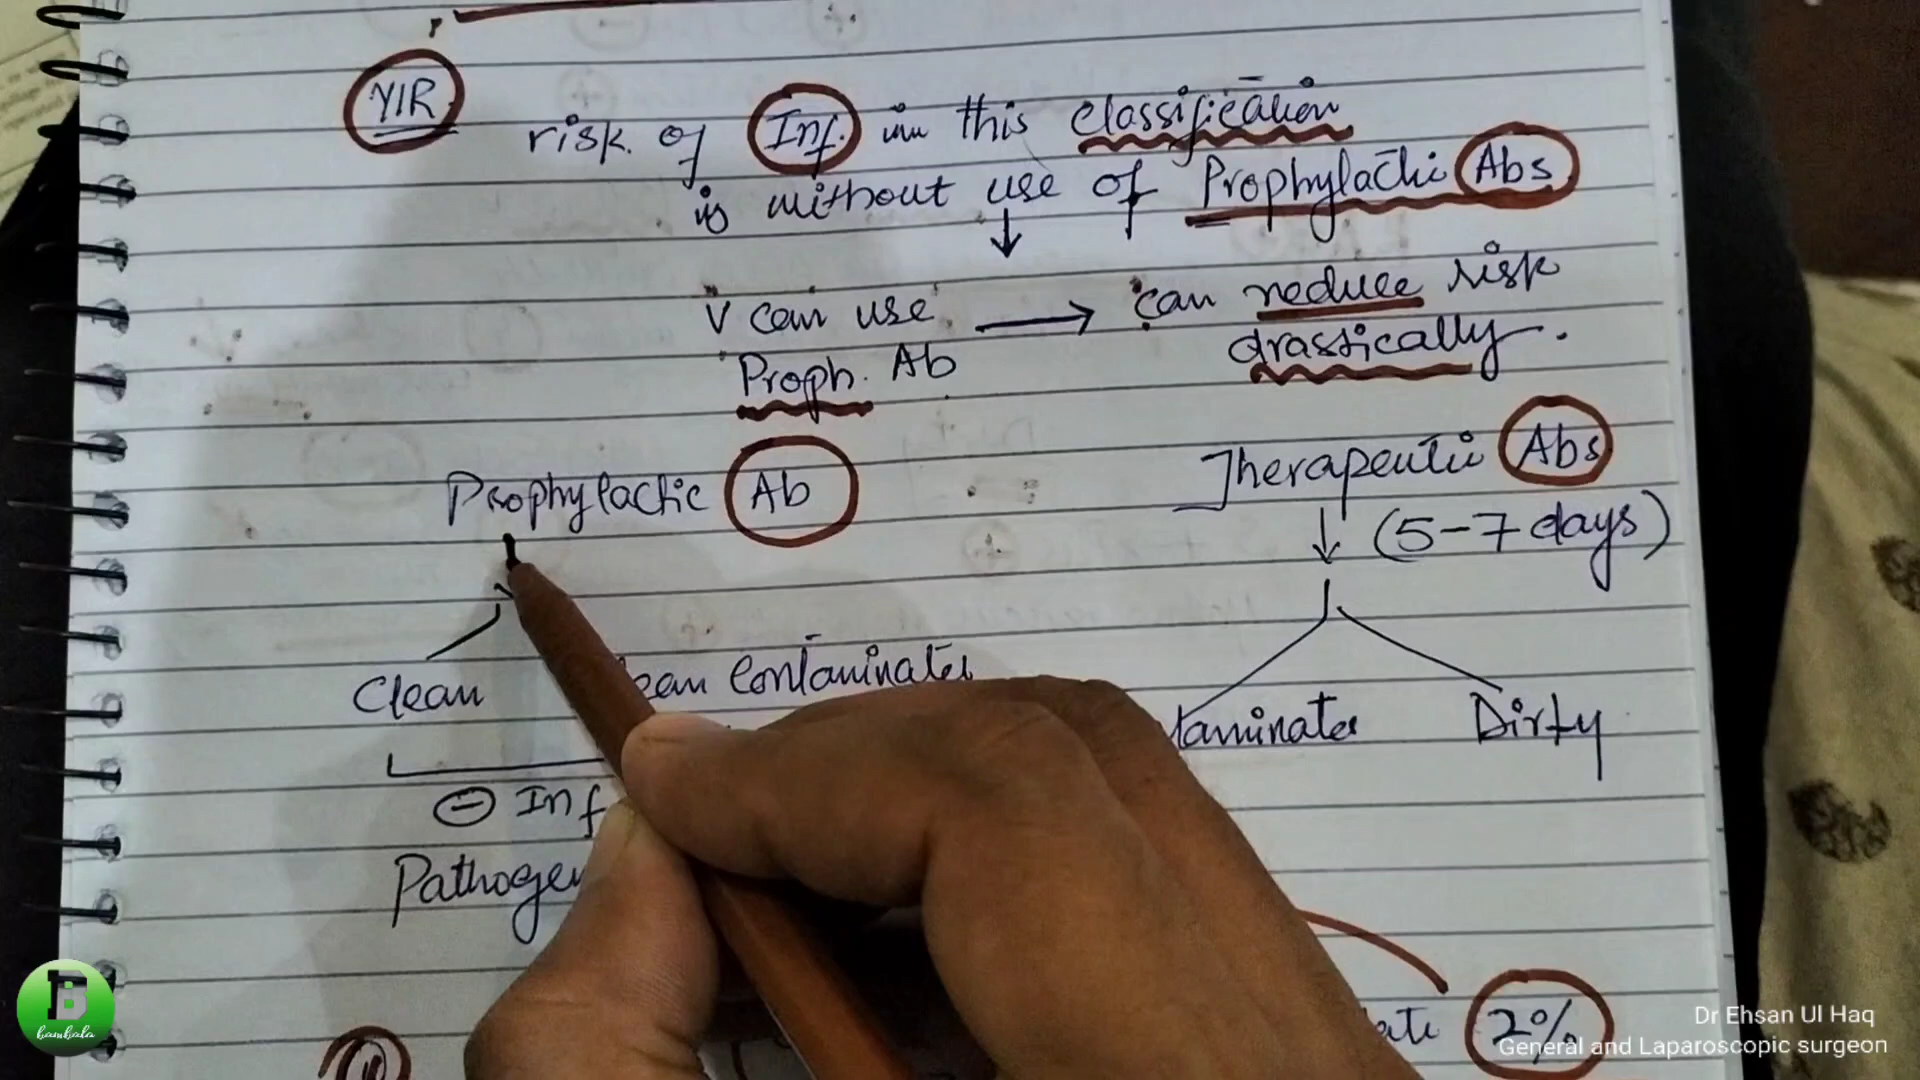 YIR
risk of Inf. in this classification
is without use of Prophylactic Abs
V can use → can reduce risk
Proph. Ab drastically.
Prophylactic Ab Therapeutic Abs
(5-7 days)
Clean contaminated
Dirty
⊖ Inf
2%
Dr Ehsan Ul Haq
General and Laparoscopic surgeon
B
bambala